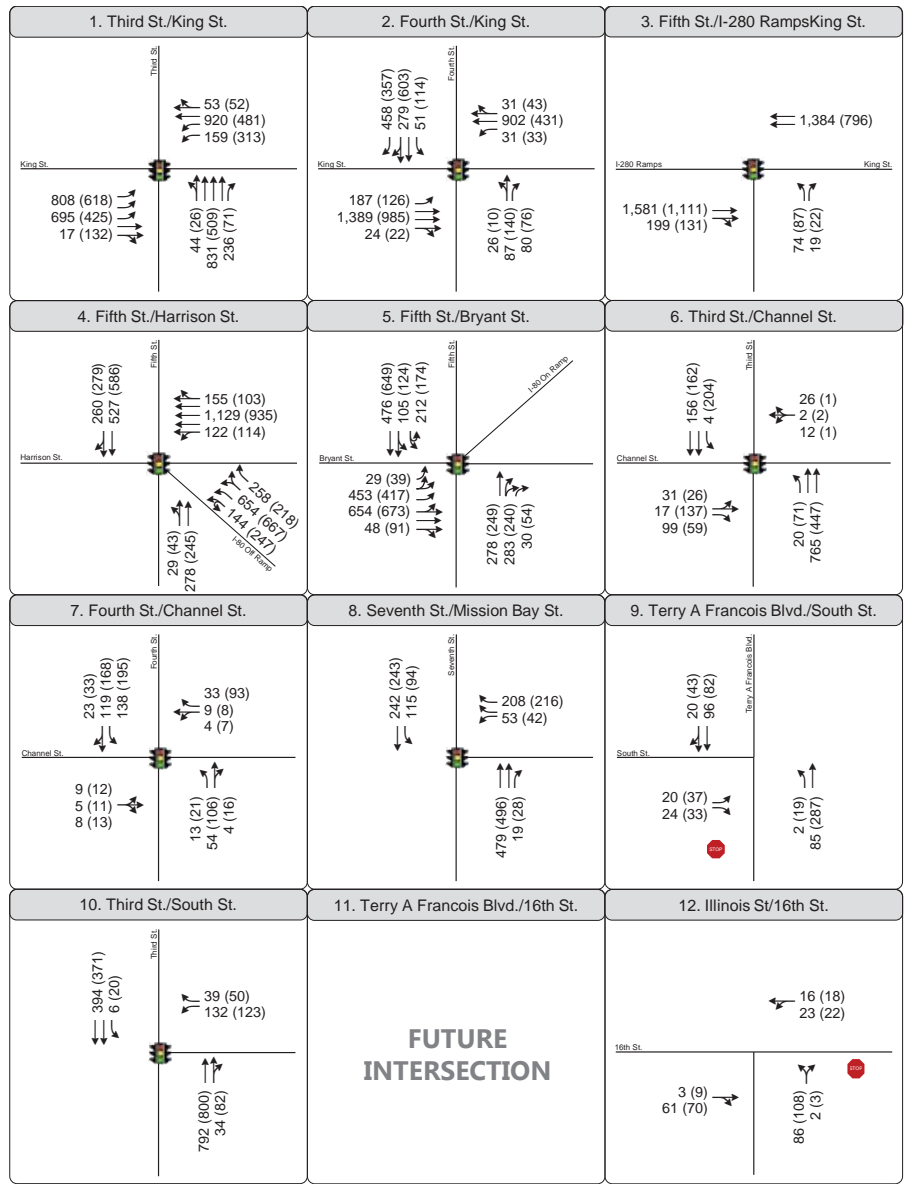 1. Third St./King St.
Third St.
53 (52)
920 (481)
159 (313)
King St.
808 (618)
695 (425)
17 (132)
44 (26)
831 (509)
236 (71)
2. Fourth St./King St.
458 (357)
279 (603)
51 (114)
Fourth St.
31 (43)
902 (431)
31 (33)
King St.
187 (126)
1,389 (985)
24 (22)
26 (10)
87 (140)
80 (76)
3. Fifth St./I-280 RampsKing St.
1,384 (796)
I-280 Ramps
King St.
1,581 (1,111)
199 (131)
74 (87)
19 (22)
4. Fifth St./Harrison St.
260 (279)
527 (586)
Fifth St.
155 (103)
1,129 (935)
122 (114)
Harrison St.
258 (218)
654 (667)
144 (247)
I-80 Off Ramp
29 (43)
278 (245)
5. Fifth St./Bryant St.
476 (649)
105 (124)
212 (174)
Fifth St.
I-80 On Ramp
Bryant St.
29 (39)
453 (417)
654 (673)
48 (91)
278 (249)
283 (240)
30 (54)
6. Third St./Channel St.
156 (162)
4 (204)
Third St.
26 (1)
2 (2)
12 (1)
Channel St.
31 (26)
17 (137)
99 (59)
20 (71)
765 (447)
7. Fourth St./Channel St.
23 (33)
119 (168)
138 (195)
Fourth St.
33 (93)
9 (8)
4 (7)
Channel St.
9 (12)
5 (11)
8 (13)
13 (21)
54 (106)
4 (16)
8. Seventh St./Mission Bay St.
242 (243)
115 (94)
Seventh St.
208 (216)
53 (42)
479 (496)
19 (28)
9. Terry A Francois Blvd./South St.
20 (43)
96 (82)
Terry A Francois Blvd.
South St.
20 (37)
24 (33)
STOP
2 (19)
85 (287)
10. Third St./South St.
394 (371)
6 (20)
Third St.
39 (50)
132 (123)
792 (800)
34 (82)
11. Terry A Francois Blvd./16th St.
FUTURE
INTERSECTION
12. Illinois St/16th St.
16 (18)
23 (22)
16th St.
STOP
3 (9)
61 (70)
86 (108)
2 (3)